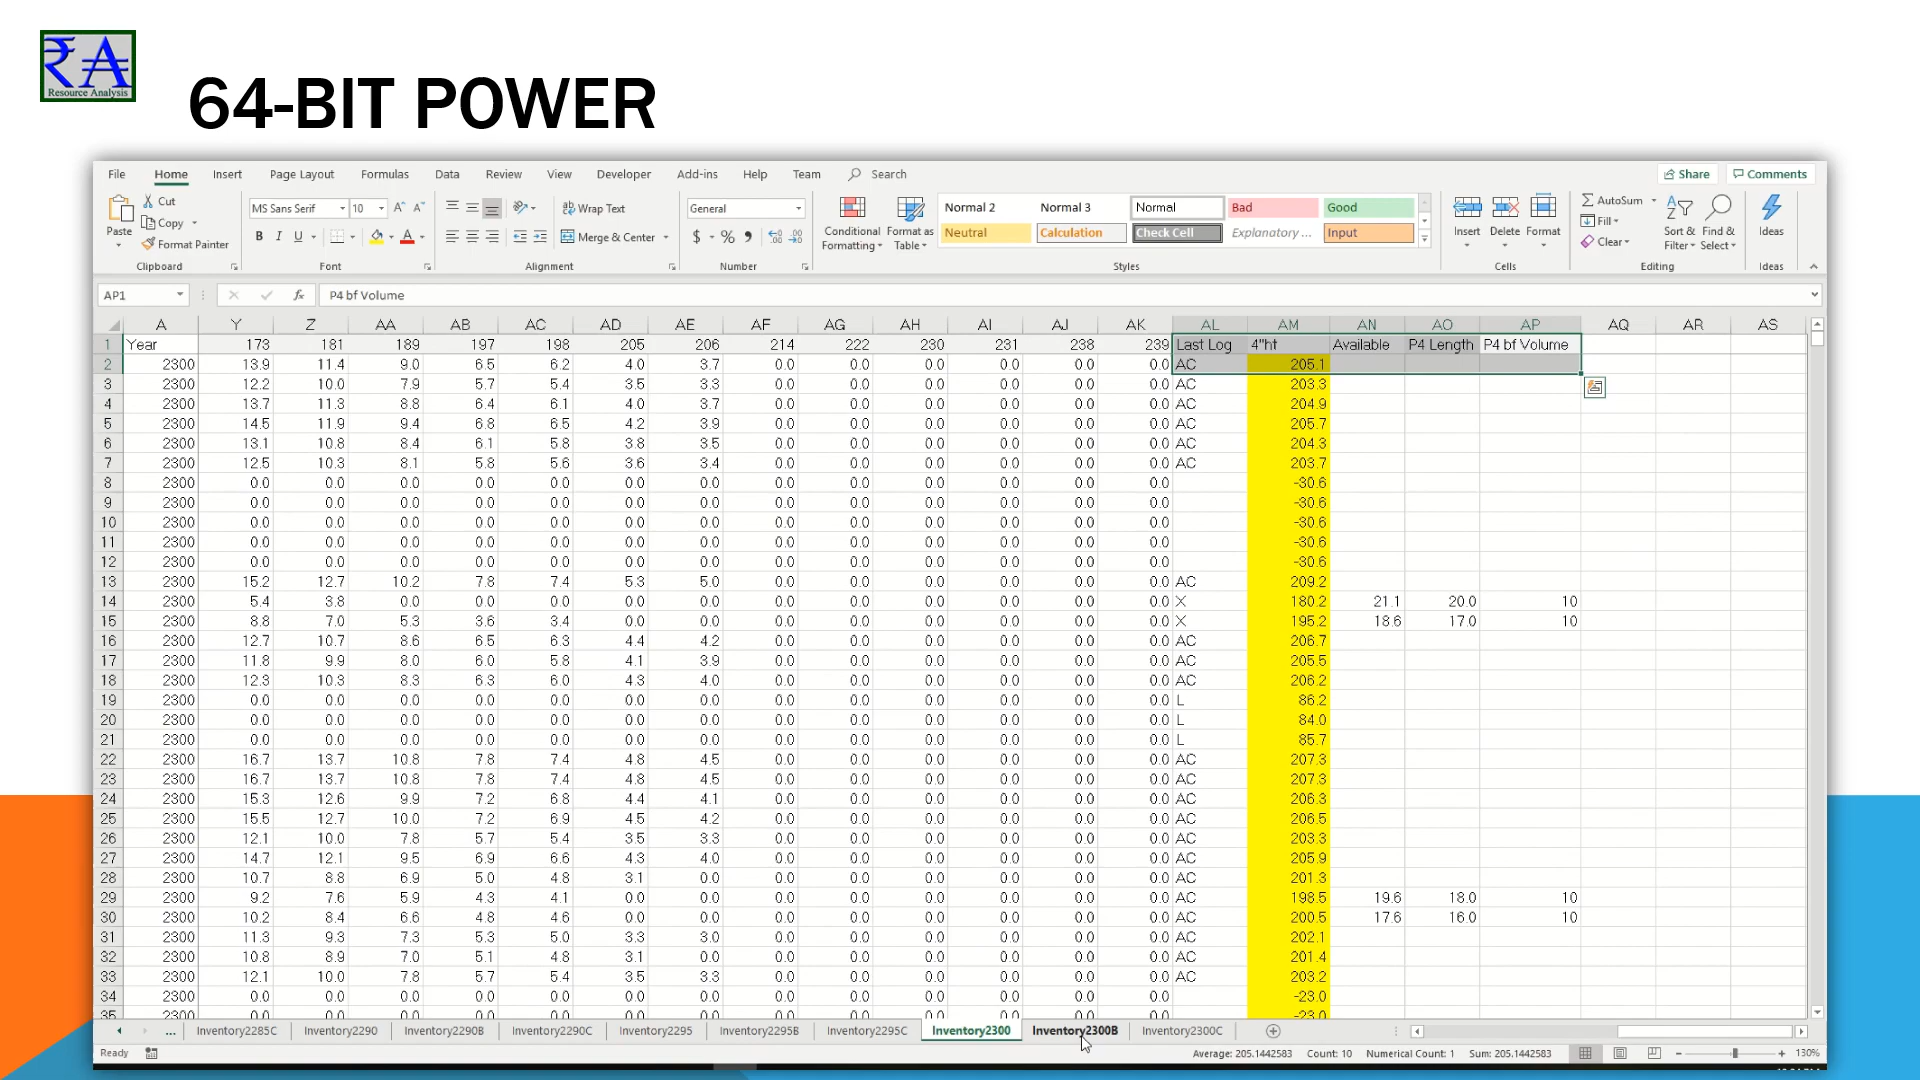 ₹A
Resource Analysis
64-BIT POWER
File Home Insert Page Layout Formulas Data Review View Developer Add-ins Help Team Search Share Comments
Paste Cut Copy Format Painter Clipboard
MS Sans Serif 10 B I U Font
Wrap Text Merge & Center Alignment
General $ % , Number
Conditional Formatting Format as Table
Normal 2 Normal 3 Normal Bad Good
Neutral Calculation Check Cell Explanatory ... Input
Styles
Insert Delete Format Cells
AutoSum Fill Clear Sort & Filter Find & Select Editing
Ideas Ideas
AP1 fx P4 bf Volume
A Y Z AA AB AC AD AE AF AG AH AI AJ AK AL AM AN AO AP AQ AR AS
1 Year 173 181 189 197 198 205 206 214 222 230 231 238 239 Last Log 4"ht Available P4 Length P4 bf Volume
2 2300 13.9 11.4 9.0 6.5 6.2 4.0 3.7 0.0 0.0 0.0 0.0 0.0 0.0 AC 205.1
3 2300 12.2 10.0 7.9 5.7 5.4 3.5 3.3 0.0 0.0 0.0 0.0 0.0 0.0 AC 203.3
4 2300 13.7 11.3 8.8 6.4 6.1 4.0 3.7 0.0 0.0 0.0 0.0 0.0 0.0 AC 204.9
5 2300 14.5 11.9 9.4 6.8 6.5 4.2 3.9 0.0 0.0 0.0 0.0 0.0 0.0 AC 205.7
6 2300 13.1 10.8 8.4 6.1 5.8 3.8 3.5 0.0 0.0 0.0 0.0 0.0 0.0 AC 204.3
7 2300 12.5 10.3 8.1 5.8 5.6 3.6 3.4 0.0 0.0 0.0 0.0 0.0 0.0 AC 203.7
8 2300 0.0 0.0 0.0 0.0 0.0 0.0 0.0 0.0 0.0 0.0 0.0 0.0 0.0 -30.6
9 2300 0.0 0.0 0.0 0.0 0.0 0.0 0.0 0.0 0.0 0.0 0.0 0.0 0.0 -30.6
10 2300 0.0 0.0 0.0 0.0 0.0 0.0 0.0 0.0 0.0 0.0 0.0 0.0 0.0 -30.6
11 2300 0.0 0.0 0.0 0.0 0.0 0.0 0.0 0.0 0.0 0.0 0.0 0.0 0.0 -30.6
12 2300 0.0 0.0 0.0 0.0 0.0 0.0 0.0 0.0 0.0 0.0 0.0 0.0 0.0 -30.6
13 2300 15.2 12.7 10.2 7.8 7.4 5.3 5.0 0.0 0.0 0.0 0.0 0.0 0.0 AC 209.2
14 2300 5.4 3.8 0.0 0.0 0.0 0.0 0.0 0.0 0.0 0.0 0.0 0.0 0.0 X 180.2 21.1 20.0 10
15 2300 8.8 7.0 5.3 3.6 3.4 0.0 0.0 0.0 0.0 0.0 0.0 0.0 0.0 X 195.2 18.6 17.0 10
16 2300 12.7 10.7 8.6 6.5 6.3 4.4 4.2 0.0 0.0 0.0 0.0 0.0 0.0 AC 206.7
17 2300 11.8 9.9 8.0 6.0 5.8 4.1 3.9 0.0 0.0 0.0 0.0 0.0 0.0 AC 205.5
18 2300 12.3 10.3 8.3 6.3 6.0 4.3 4.0 0.0 0.0 0.0 0.0 0.0 0.0 AC 206.2
19 2300 0.0 0.0 0.0 0.0 0.0 0.0 0.0 0.0 0.0 0.0 0.0 0.0 0.0 L 86.2
20 2300 0.0 0.0 0.0 0.0 0.0 0.0 0.0 0.0 0.0 0.0 0.0 0.0 0.0 L 84.0
21 2300 0.0 0.0 0.0 0.0 0.0 0.0 0.0 0.0 0.0 0.0 0.0 0.0 0.0 L 85.7
22 2300 16.7 13.7 10.8 7.8 7.4 4.8 4.5 0.0 0.0 0.0 0.0 0.0 0.0 AC 207.3
23 2300 16.7 13.7 10.8 7.8 7.4 4.8 4.5 0.0 0.0 0.0 0.0 0.0 0.0 AC 207.3
24 2300 15.3 12.6 9.9 7.2 6.8 4.4 4.1 0.0 0.0 0.0 0.0 0.0 0.0 AC 206.3
25 2300 15.5 12.7 10.0 7.2 6.9 4.5 4.2 0.0 0.0 0.0 0.0 0.0 0.0 AC 206.5
26 2300 12.1 10.0 7.8 5.7 5.4 3.5 3.3 0.0 0.0 0.0 0.0 0.0 0.0 AC 203.3
27 2300 14.7 12.1 9.5 6.9 6.6 4.3 4.0 0.0 0.0 0.0 0.0 0.0 0.0 AC 205.9
28 2300 10.7 8.8 6.9 5.0 4.8 3.1 0.0 0.0 0.0 0.0 0.0 0.0 0.0 AC 201.3
29 2300 9.2 7.6 5.9 4.3 4.1 0.0 0.0 0.0 0.0 0.0 0.0 0.0 0.0 AC 198.5 19.6 18.0 10
30 2300 10.2 8.4 6.6 4.8 4.6 0.0 0.0 0.0 0.0 0.0 0.0 0.0 0.0 AC 200.5 17.6 16.0 10
31 2300 11.3 9.3 7.3 5.3 5.0 3.3 3.0 0.0 0.0 0.0 0.0 0.0 0.0 AC 202.1
32 2300 10.8 8.9 7.0 5.1 4.8 3.1 0.0 0.0 0.0 0.0 0.0 0.0 0.0 AC 201.4
33 2300 12.1 10.0 7.8 5.7 5.4 3.5 3.3 0.0 0.0 0.0 0.0 0.0 0.0 AC 203.2
34 2300 0.0 0.0 0.0 0.0 0.0 0.0 0.0 0.0 0.0 0.0 0.0 0.0 0.0 -23.0
35 2300 0.0 0.0 0.0 0.0 0.0 0.0 0.0 0.0 0.0 0.0 0.0 0.0 0.0 -23.0
... Inventory2285C Inventory2290 Inventory2290B Inventory2290C Inventory2295 Inventory2295B Inventory2295C Inventory2300 Inventory2300B Inventory2300C
Ready Average: 205.1442583 Count: 10 Numerical Count: 1 Sum: 205.1442583 130%